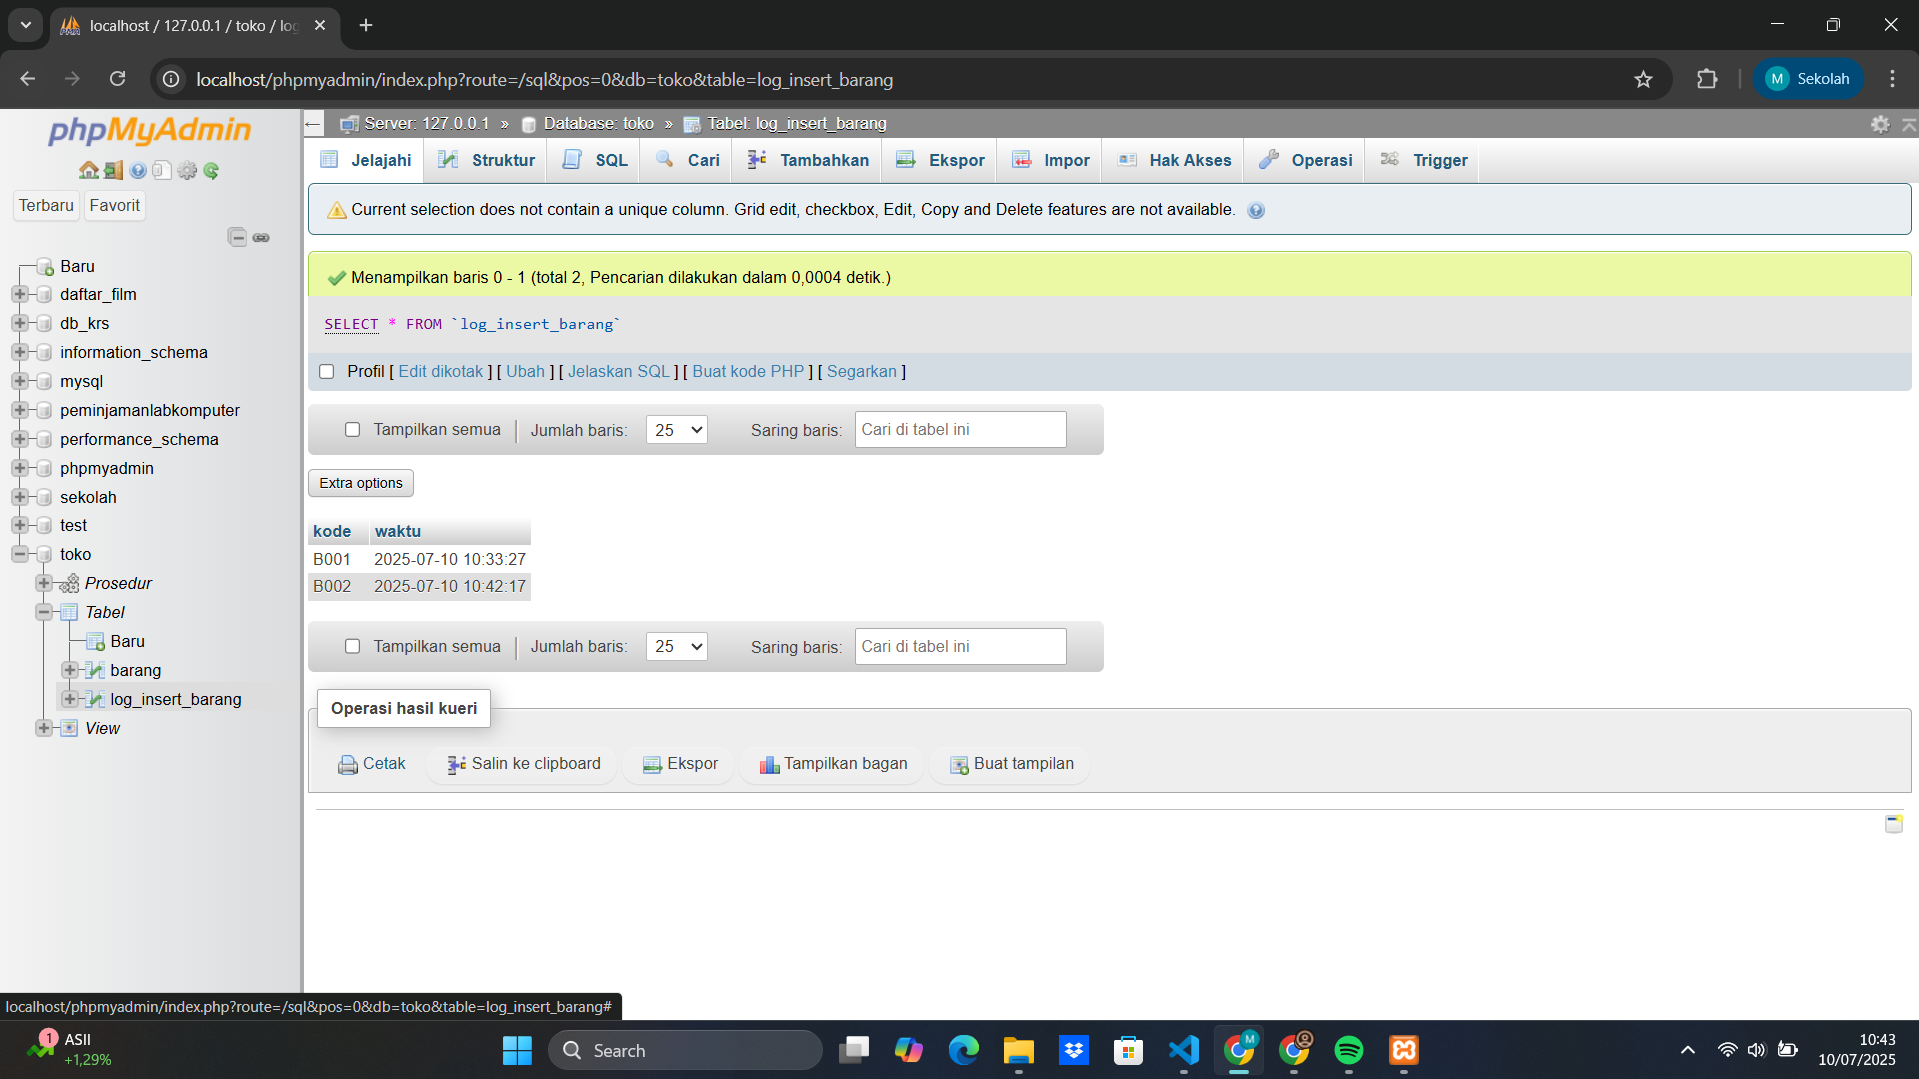 localhost / 127.0.0.1 / toko / log
localhost/phpmyadmin/index.php?route=/sql&pos=0&db=toko&table=log_insert_barang
M Sekolah
phpMyAdmin
Terbaru Favorit
Baru
daftar_film
db_krs
information_schema
mysql
peminjamanlabkomputer
performance_schema
phpmyadmin
sekolah
test
toko
Prosedur
Tabel
Baru
barang
log_insert_barang
View
Server: 127.0.0.1 » Database: toko » Tabel: log_insert_barang
Jelajahi Struktur SQL Cari Tambahkan Ekspor Impor Hak Akses Operasi Trigger
Current selection does not contain a unique column. Grid edit, checkbox, Edit, Copy and Delete features are not available.
Menampilkan baris 0 - 1 (total 2, Pencarian dilakukan dalam 0,0004 detik.)
SELECT * FROM `log_insert_barang`
Profil [ Edit dikotak ] [ Ubah ] [ Jelaskan SQL ] [ Buat kode PHP ] [ Segarkan ]
Tampilkan semua Jumlah baris: 25 Saring baris: Cari di tabel ini
Extra options
kode waktu
B001 2025-07-10 10:33:27
B002 2025-07-10 10:42:17
Tampilkan semua Jumlah baris: 25 Saring baris: Cari di tabel ini
Operasi hasil kueri
Cetak Salin ke clipboard Ekspor Tampilkan bagan Buat tampilan
localhost/phpmyadmin/index.php?route=/sql&pos=0&db=toko&table=log_insert_barang#
1
ASII
+1,29%
Search
M
10:43
10/07/2025